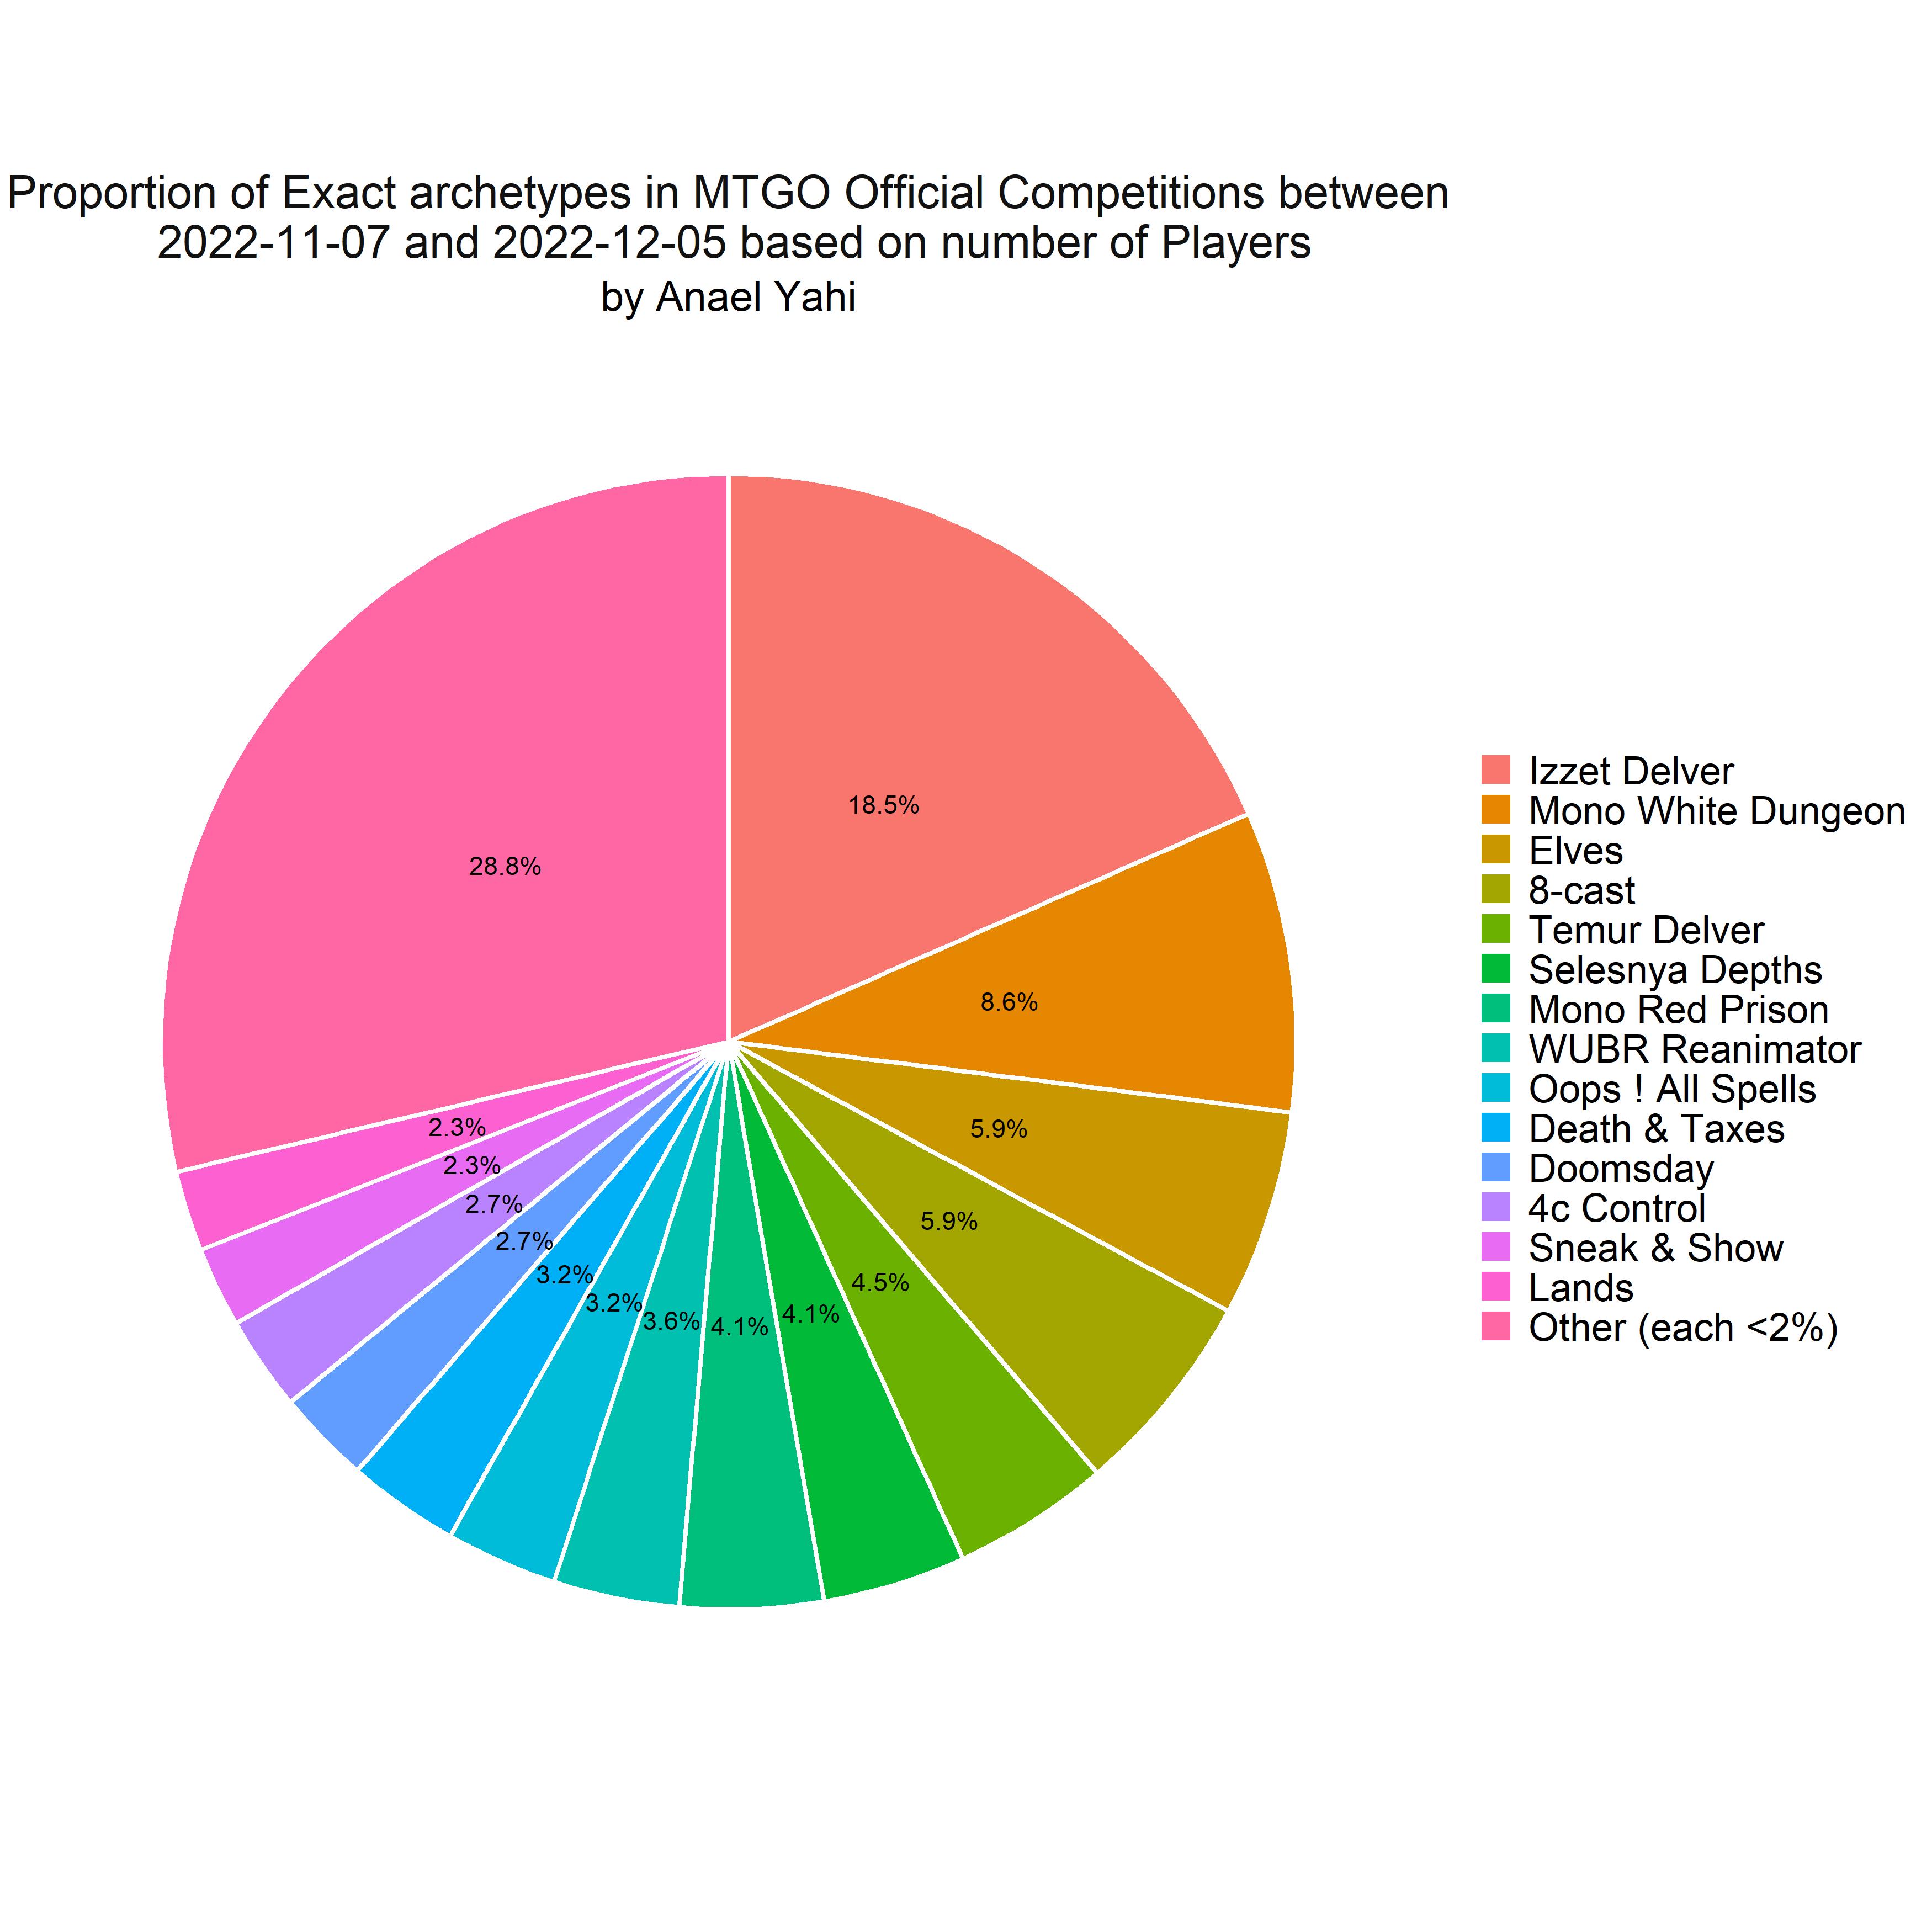 Proportion of Exact archetypes in MTGO Official Competitions between
2022-11-07 and 2022-12-05 based on number of Players
by Anael Yahi
18.5%
8.6%
5.9%
5.9%
4.5%
4.1%
4.1%
3.6%
3.2%
3.2%
2.7%
2.7%
2.3%
2.3%
28.8%
Izzet Delver
Mono White Dungeon
Elves
8-cast
Temur Delver
Selesnya Depths
Mono Red Prison
WUBR Reanimator
Oops ! All Spells
Death & Taxes
Doomsday
4c Control
Sneak & Show
Lands
Other (each <2%)